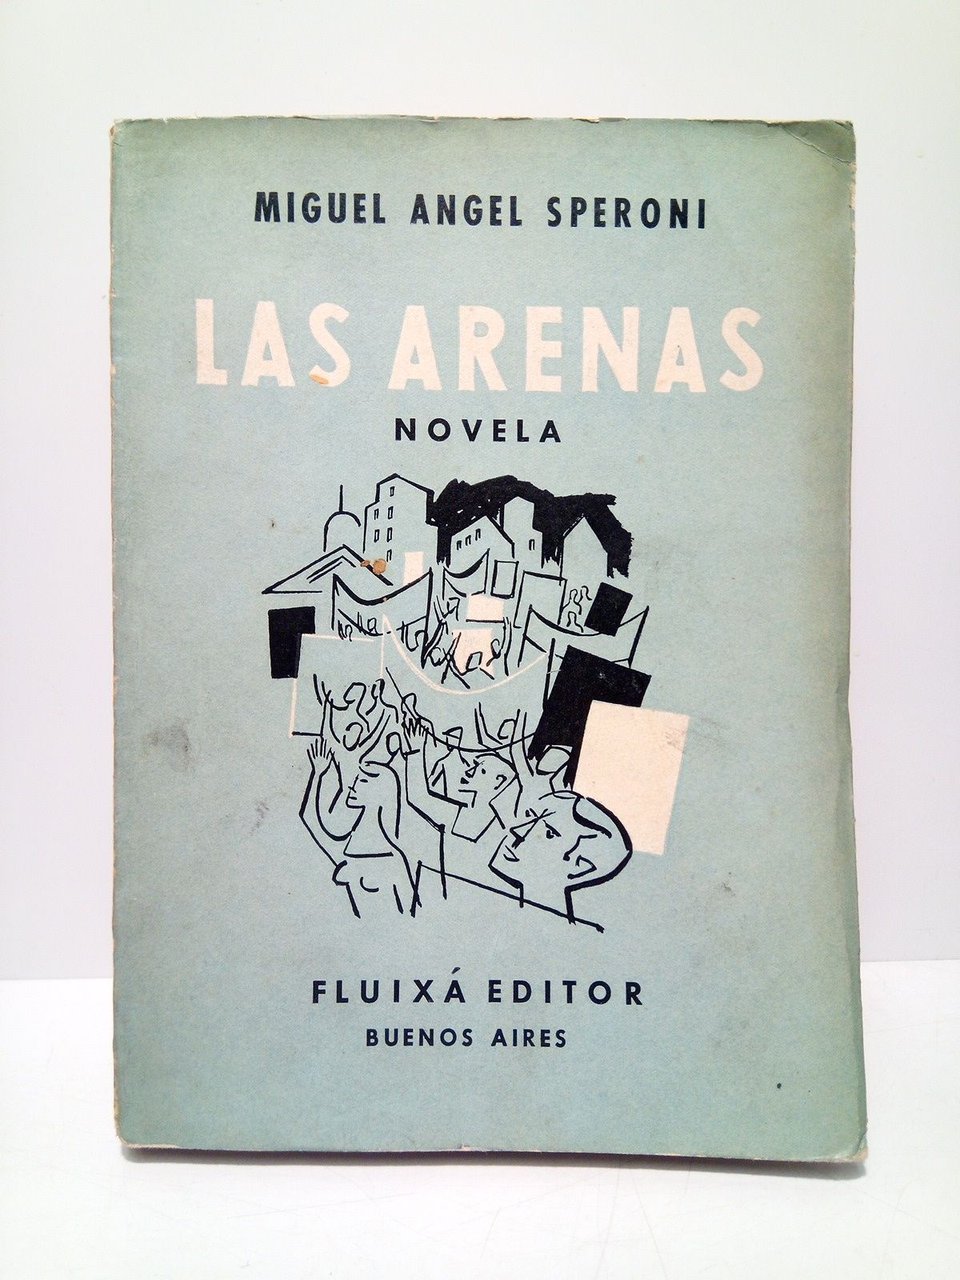 MIGUEL ANGEL SPERONI
LAS ARENAS
NOVELA
FLUIXÁ EDITOR
BUENOS AIRES